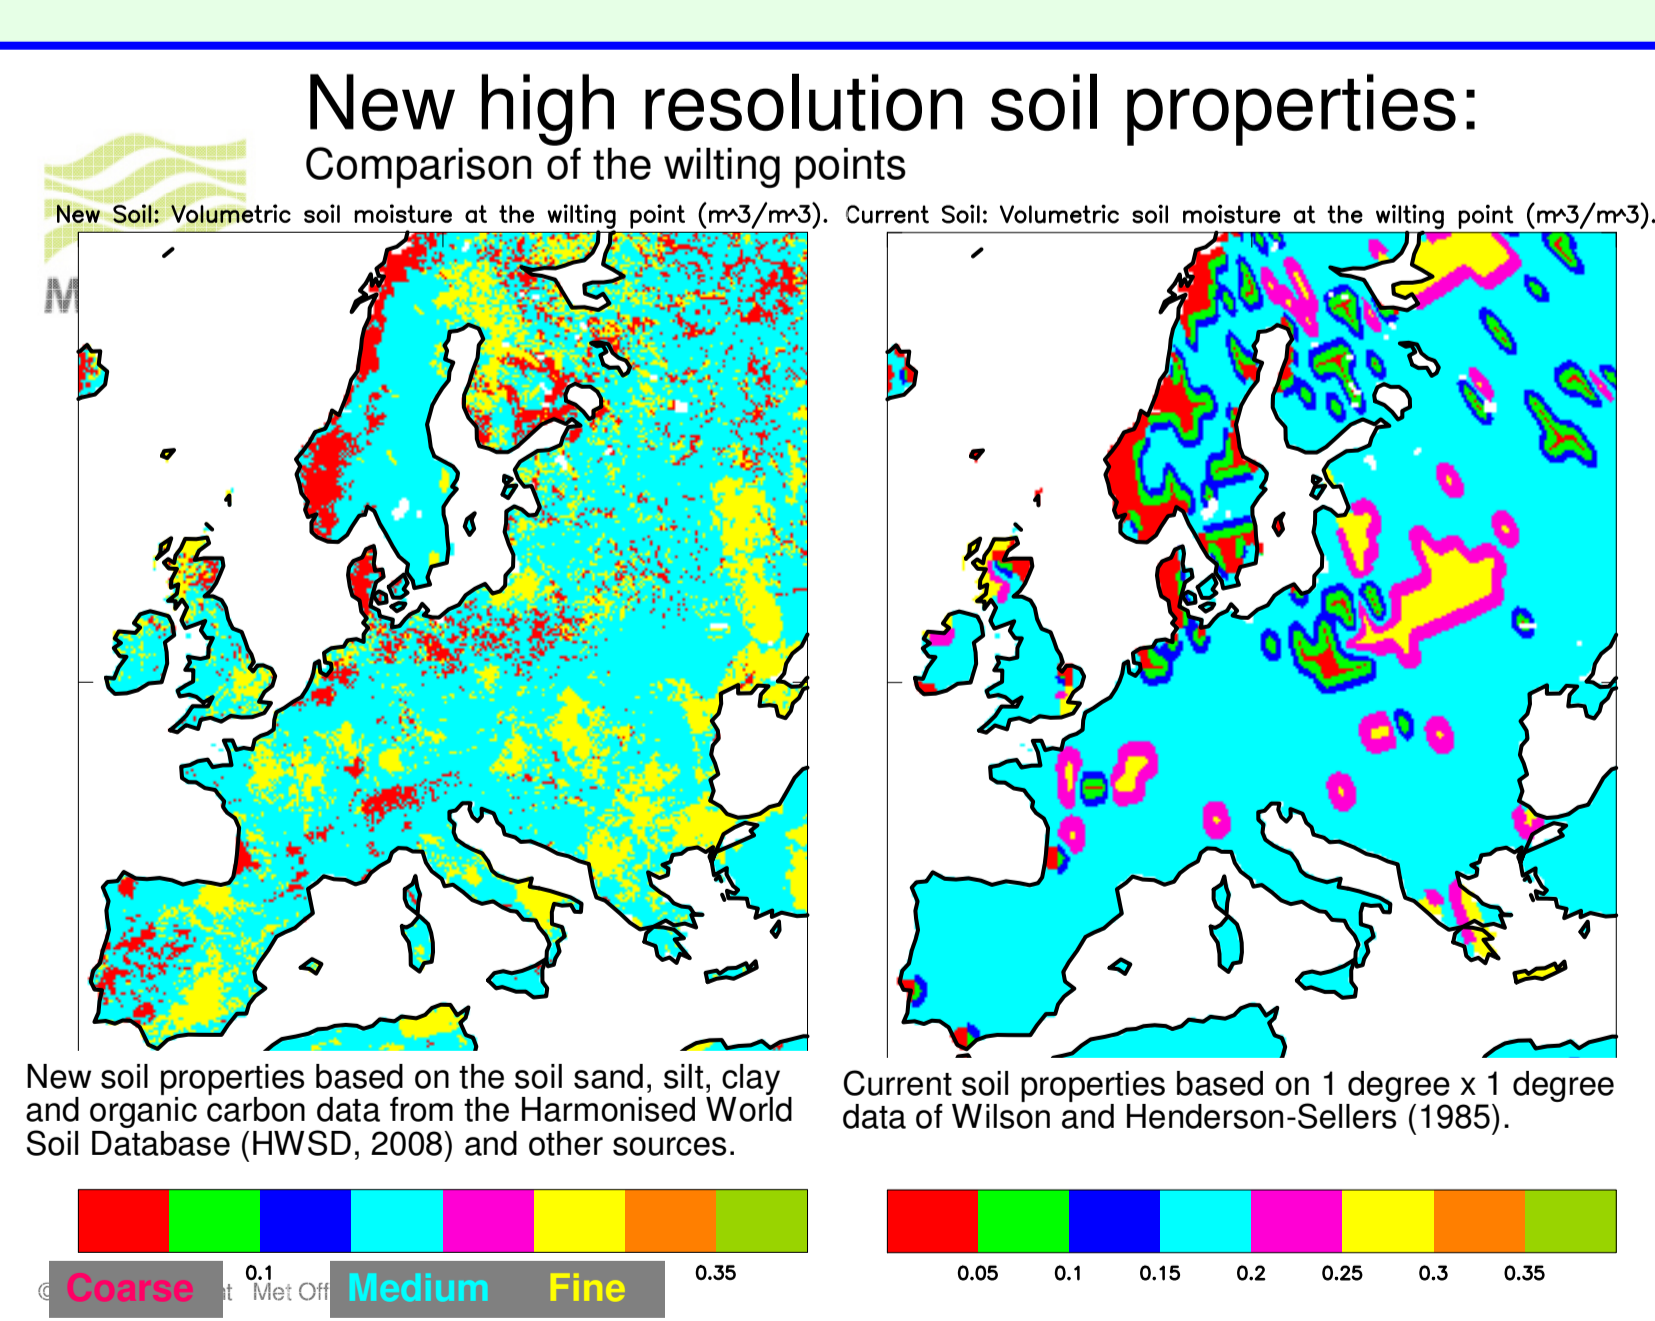 New high resolution soil properties:
Comparison of the wilting points
New Soil: Volumetric soil moisture at the wilting point (m^3/m^3).
Current Soil: Volumetric soil moisture at the wilting point (m^3/m^3).
M
New soil properties based on the soil sand, silt, clay
and organic carbon data from the Harmonised World
Soil Database (HWSD, 2008) and other sources.
Current soil properties based on 1 degree x 1 degree
data of Wilson and Henderson-Sellers (1985).
0.1 0.35
© Met Off
Coarse Medium Fine
0.05 0.1 0.15 0.2 0.25 0.3 0.35